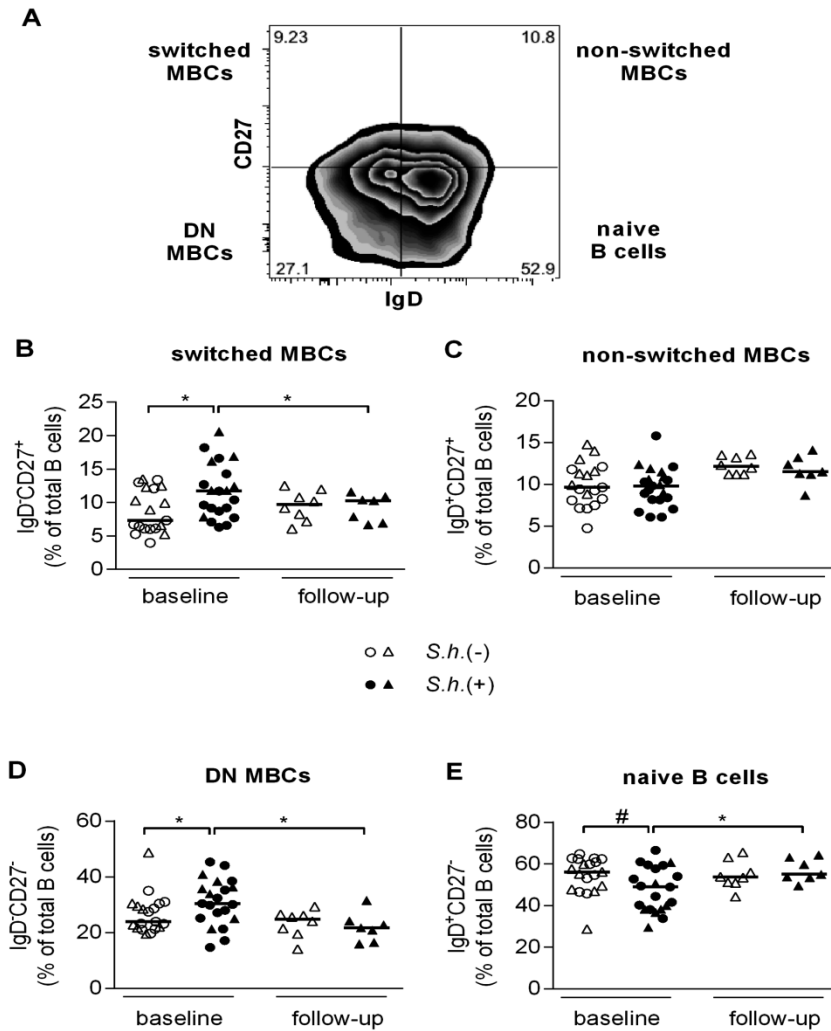 A
switched
MBCs
9.23
10.8
non-switched
MBCs
CD27
DN
MBCs
27.1
52.9
naive
B cells
IgD
B
switched MBCs
IgD-CD27+
(% of total B cells)
25
20
15
10
5
0
*
*
baseline
follow-up
C
non-switched MBCs
IgD+CD27+
(% of total B cells)
20
15
10
5
0
baseline
follow-up
S.h.(-)
S.h.(+)
D
DN MBCs
IgD-CD27-
(% of total B cells)
60
40
20
0
*
*
baseline
follow-up
E
naive B cells
IgD+CD27-
(% of total B cells)
80
60
40
20
0
#
*
baseline
follow-up